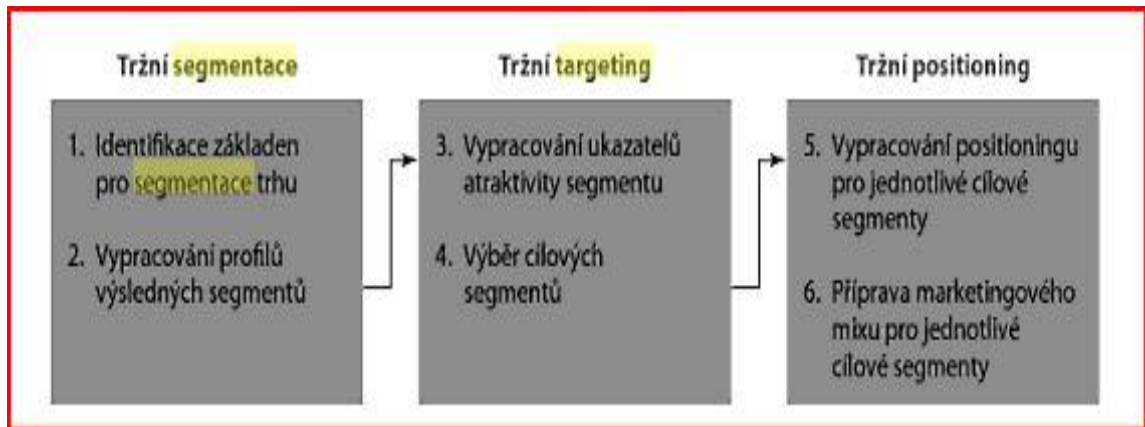 Tržní segmentace
1. Identifikace základen
pro segmentace trhu
2. Vypracování profilů
výsledných segmentů
Tržní targeting
3. Vypracování ukazatelů
atraktivity segmentu
4. Výběr cílových
segmentů
Tržní positioning
5. Vypracování positioningu
pro jednotlivé cílové
segmenty
6. Příprava marketingového
mixu pro jednotlivé
cílové segmenty